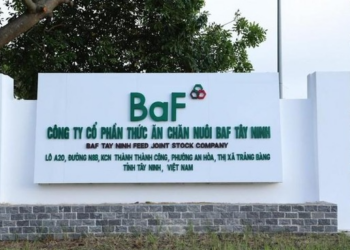 BaF
CÔNG TY CỔ PHẦN THỨC ĂN CHĂN NUÔI BAF TÂY NINH
BAF TAY NINH FEED JOINT STOCK COMPANY
LÔ A20, ĐƯỜNG N8B, KCN THÀNH THÀNH CÔNG, PHƯỜNG AN HÒA, THỊ XÃ TRẢNG BÀNG
TỈNH TÂY NINH, VIỆT NAM